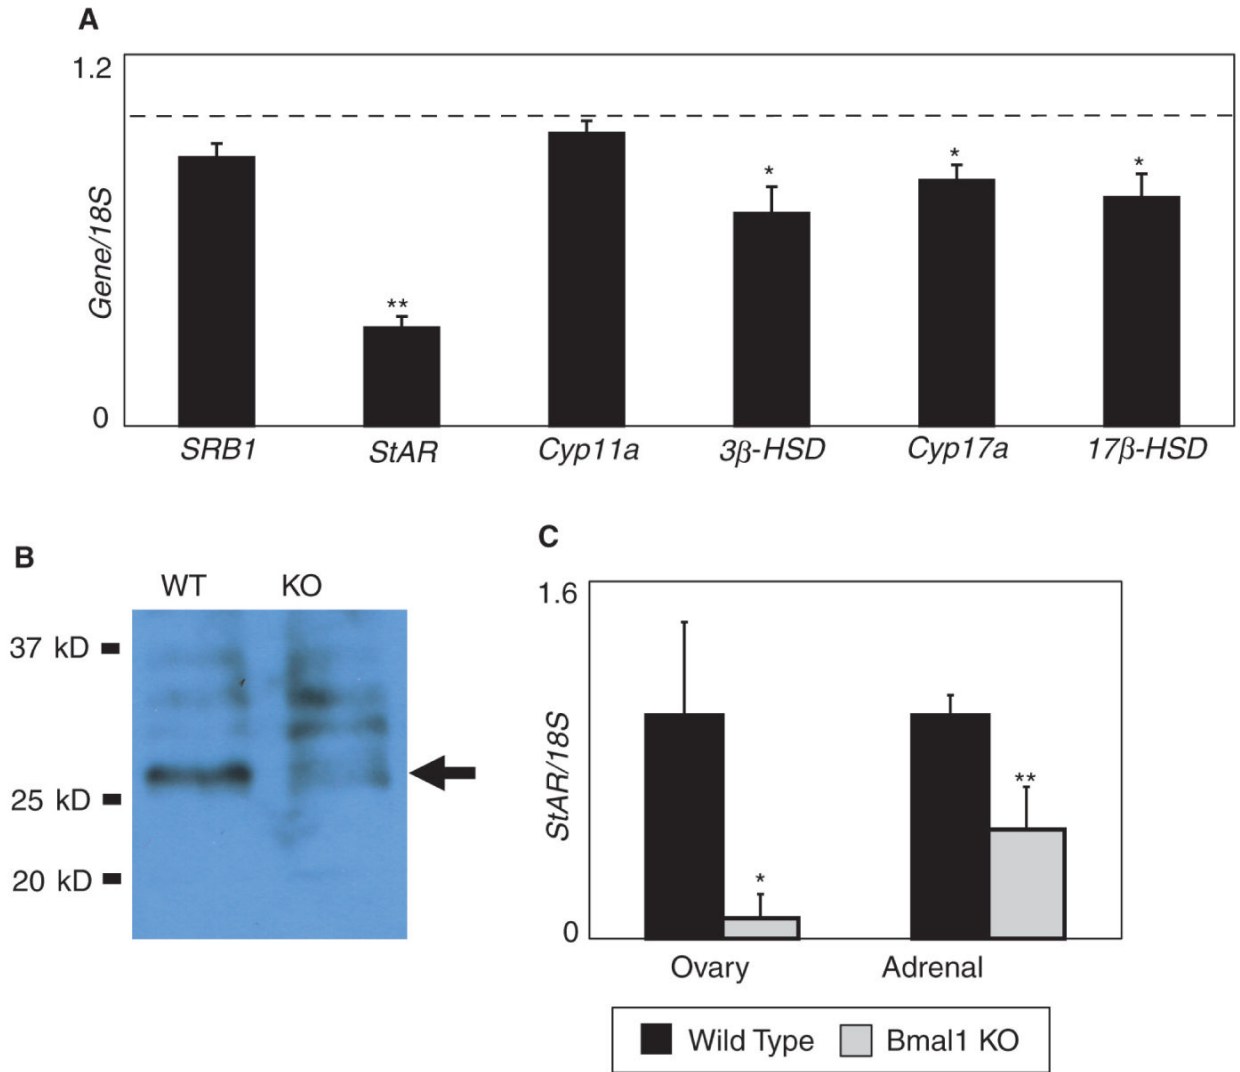 A
1.2
Gene/18S
0
**
*
*
*
SRB1 StAR Cyp11a 3β-HSD Cyp17a 17β-HSD
B
WT KO
37 kD
25 kD
20 kD
C
1.6
StAR/18S
0
*
**
Ovary Adrenal
Wild Type Bmal1 KO